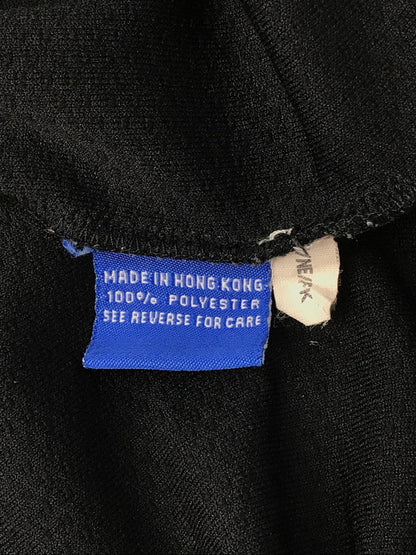 MADE IN HONG KONG
100% POLYESTER
SEE REVERSE FOR CARE